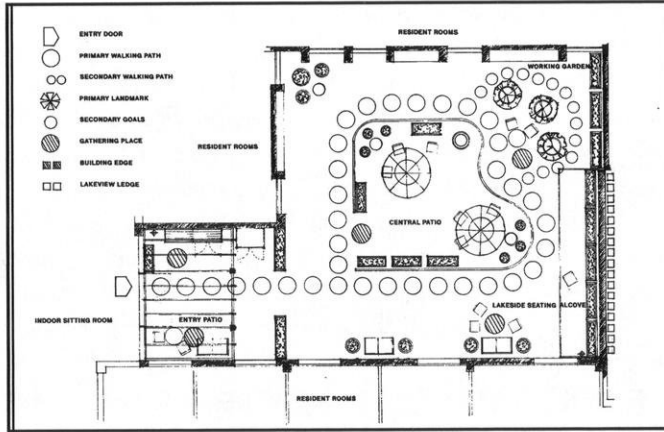 ENTRY DOOR
PRIMARY WALKING PATH
SECONDARY WALKING PATH
PRIMARY LANDMARK
SECONDARY GOALS
GATHERING PLACE
BUILDING EDGE
LAKEVIEW LEDGE
RESIDENT ROOMS
WORKING GARDEN
RESIDENT ROOMS
CENTRAL PATIO
LAKESIDE SEATING ALCOVE
INDOOR SITTING ROOM
ENTRY PATIO
RESIDENT ROOMS